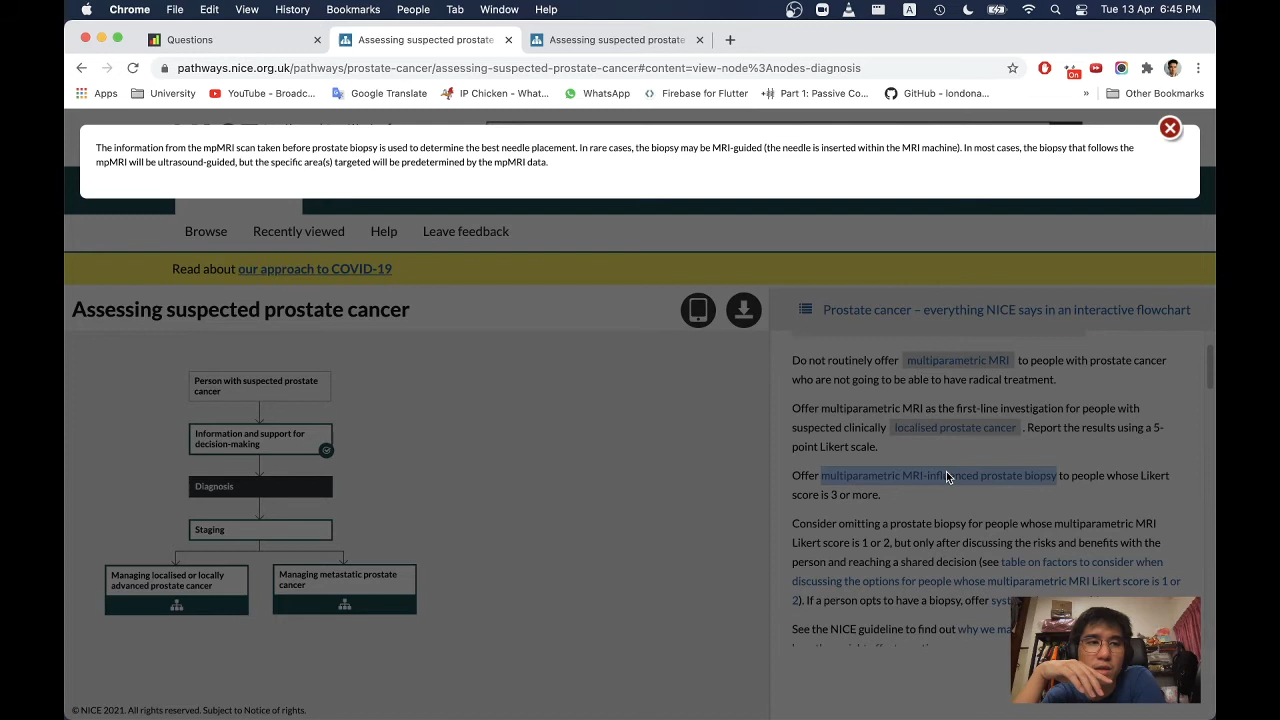 Chrome File Edit View History Bookmarks People Tab Window Help A Tue 13 Apr 6:45 PM
Questions Assessing suspected prostate Assessing suspected prostate
pathways.nice.org.uk/pathways/prostate-cancer/assessing-suspected-prostate-cancer#content=view-node%3Anodes-diagnosis On
Apps University YouTube – Broadc... Google Translate IP Chicken - What... WhatsApp Firebase for Flutter Part 1: Passive Co... GitHub - londona... » Other Bookmarks
The information from the mpMRI scan taken before prostate biopsy is used to determine the best needle placement. In rare cases, the biopsy may be MRI-guided (the needle is inserted within the MRI machine). In most cases, the biopsy that follows the
mpMRI will be ultrasound-guided, but the specific area(s) targeted will be predetermined by the mpMRI data.
Browse Recently viewed Help Leave feedback
Read about our approach to COVID-19
Assessing suspected prostate cancer
Prostate cancer – everything NICE says in an interactive flowchart
Person with suspected prostate
cancer
Information and support for
decision-making
Diagnosis
Staging
Managing localised or locally
advanced prostate cancer
Managing metastatic prostate
cancer
Do not routinely offer multiparametric MRI to people with prostate cancer
who are not going to be able to have radical treatment.
Offer multiparametric MRI as the first-line investigation for people with
suspected clinically localised prostate cancer . Report the results using a 5-
point Likert scale.
Offer multiparametric MRI-influenced prostate biopsy to people whose Likert
score is 3 or more.
Consider omitting a prostate biopsy for people whose multiparametric MRI
Likert score is 1 or 2, but only after discussing the risks and benefits with the
person and reaching a shared decision (see table on factors to consider when
discussing the options for people whose multiparametric MRI Likert score is 1 or
2). If a person opts to have a biopsy, offer
See the NICE guideline to find out why we
© NICE 2021. All rights reserved. Subject to Notice of rights.